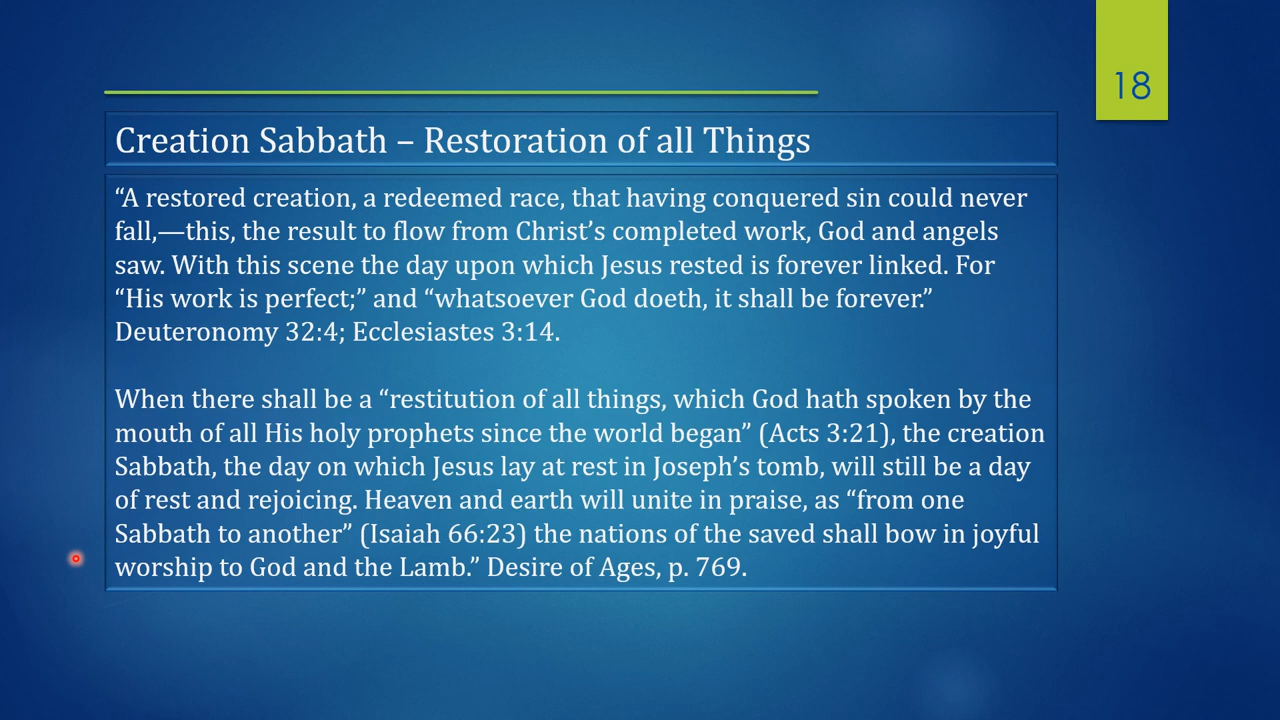 18
Creation Sabbath – Restoration of all Things
“A restored creation, a redeemed race, that having conquered sin could never
fall,—this, the result to flow from Christ’s completed work, God and angels
saw. With this scene the day upon which Jesus rested is forever linked. For
“His work is perfect;” and “whatsoever God doeth, it shall be forever.”
Deuteronomy 32:4; Ecclesiastes 3:14.
When there shall be a “restitution of all things, which God hath spoken by the
mouth of all His holy prophets since the world began” (Acts 3:21), the creation
Sabbath, the day on which Jesus lay at rest in Joseph’s tomb, will still be a day
of rest and rejoicing. Heaven and earth will unite in praise, as “from one
Sabbath to another” (Isaiah 66:23) the nations of the saved shall bow in joyful
worship to God and the Lamb.” Desire of Ages, p. 769.